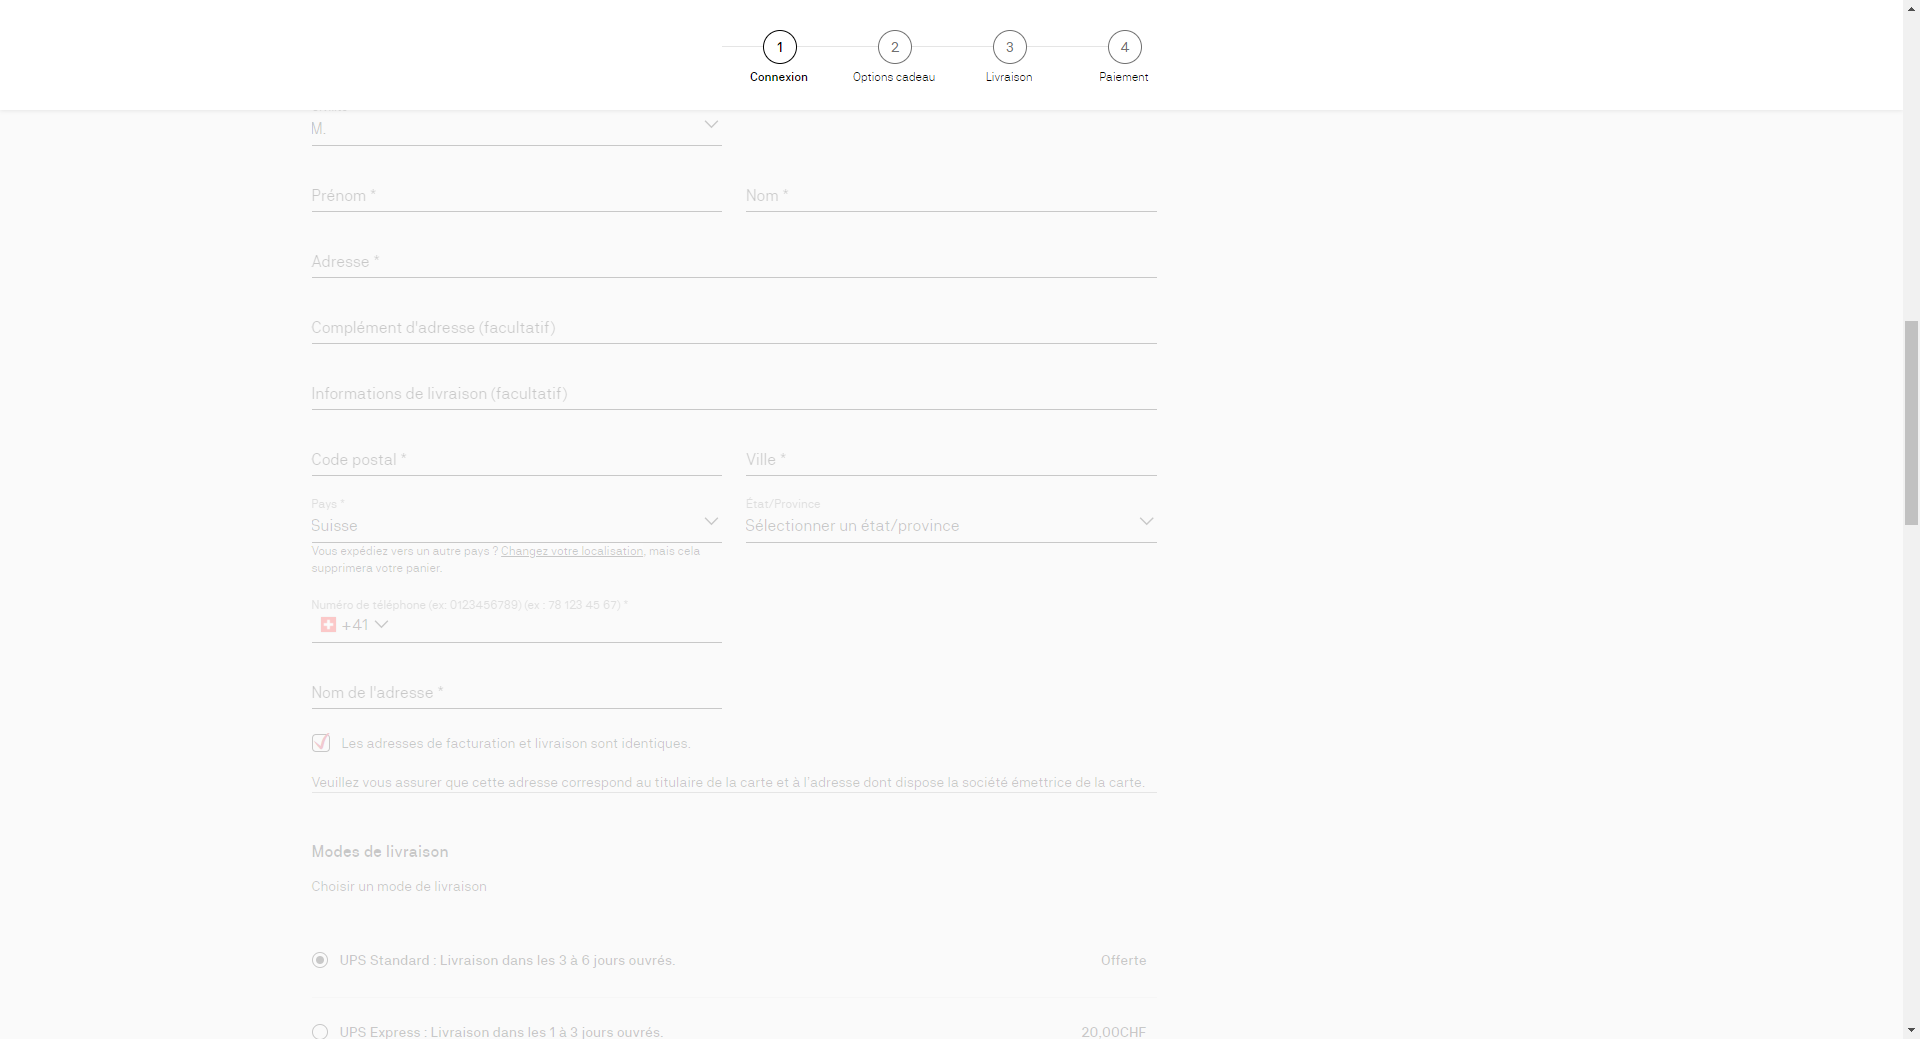 1
2
3
4
Connexion
Options cadeau
Livraison
Paiement
M.
Prénom *
Nom *
Adresse *
Complément d'adresse (facultatif)
Informations de livraison (facultatif)
Code postal *
Ville *
Pays *
État/Province
Suisse
Sélectionner un état/province
Vous expédiez vers un autre pays ? Changez votre localisation, mais cela
supprimera votre panier.
Numéro de téléphone (ex: 0123456789) (ex : 78 123 45 67) *
+41
Nom de l'adresse *
Les adresses de facturation et livraison sont identiques.
Veuillez vous assurer que cette adresse correspond au titulaire de la carte et à l'adresse dont dispose la société émettrice de la carte.
Modes de livraison
Choisir un mode de livraison
UPS Standard : Livraison dans les 3 à 6 jours ouvrés.
Offerte
UPS Express : Livraison dans les 1 à 3 jours ouvrés.
20,00CHF